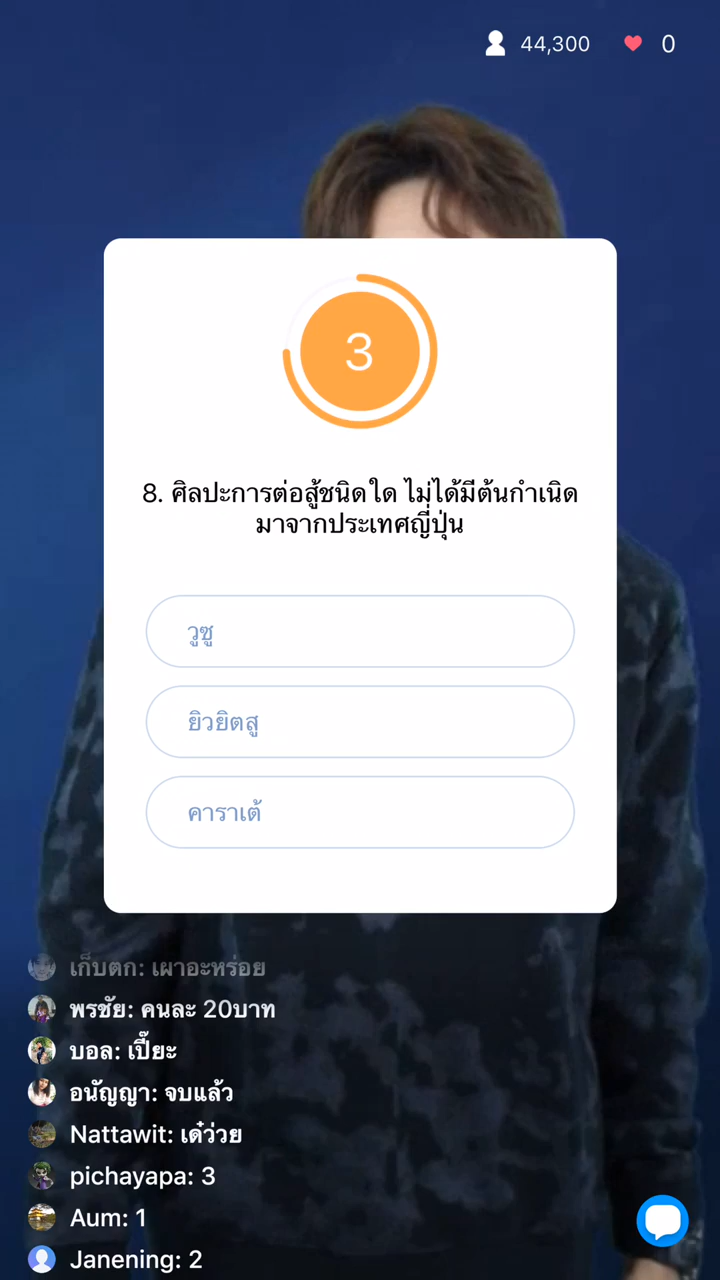 44,300
0
3
8. ศิลปะการต่อสู้ชนิดใด ไม่ได้มีต้นกำเนิด
มาจากประเทศญี่ปุ่น
วูซู
ยิวยิตสู
คาราเต้
เก็บตก: เผาอะหร่อย
พรชัย: คนละ 20บาท
บอล: เปี๊ยะ
อนัญญา: จบแล้ว
Nattawit: เด๋ว่วย
pichayapa: 3
Aum: 1
Janening: 2